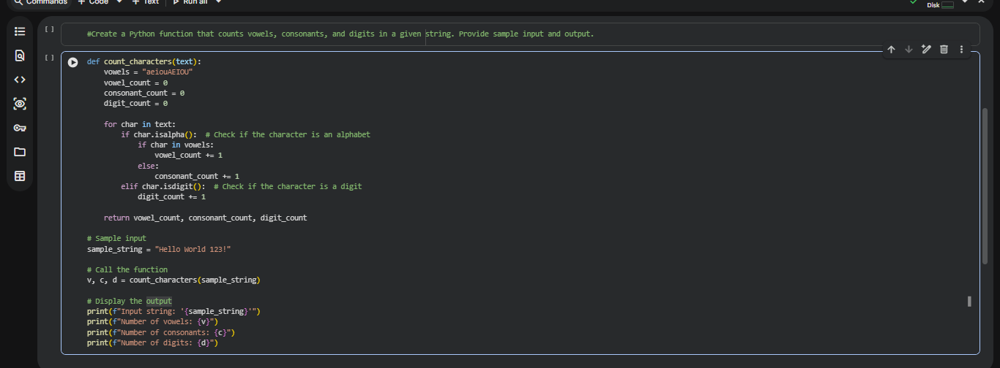 Commands + Code + Text Run all
Disk
[ ] #Create a Python function that counts vowels, consonants, and digits in a given string. Provide sample input and output.
[ ] def count_characters(text):
    vowels = "aeiouAEIOU"
    vowel_count = 0
    consonant_count = 0
    digit_count = 0

    for char in text:
        if char.isalpha():  # Check if the character is an alphabet
            if char in vowels:
                vowel_count += 1
            else:
                consonant_count += 1
        elif char.isdigit():  # Check if the character is a digit
            digit_count += 1

    return vowel_count, consonant_count, digit_count

# Sample input
sample_string = "Hello World 123!"

# Call the function
v, c, d = count_characters(sample_string)

# Display the output
print(f"Input string: '{sample_string}'")
print(f"Number of vowels: {v}")
print(f"Number of consonants: {c}")
print(f"Number of digits: {d}")